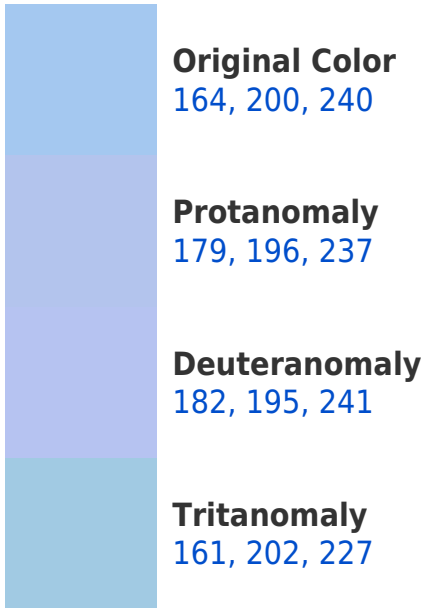 Original Color
164, 200, 240
Protanomaly
179, 196, 237
Deuteranomaly
182, 195, 241
Tritanomaly
161, 202, 227